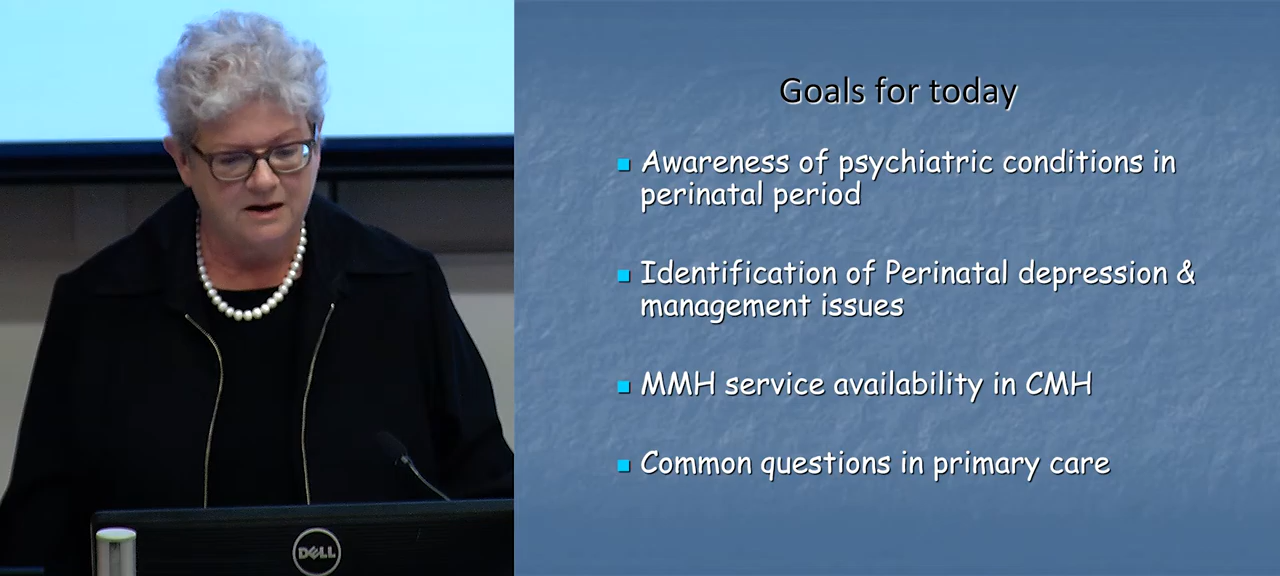 Goals for today
Awareness of psychiatric conditions in
perinatal period
Identification of Perinatal depression &
management issues
MMH service availability in CMH
Common questions in primary care
DELL